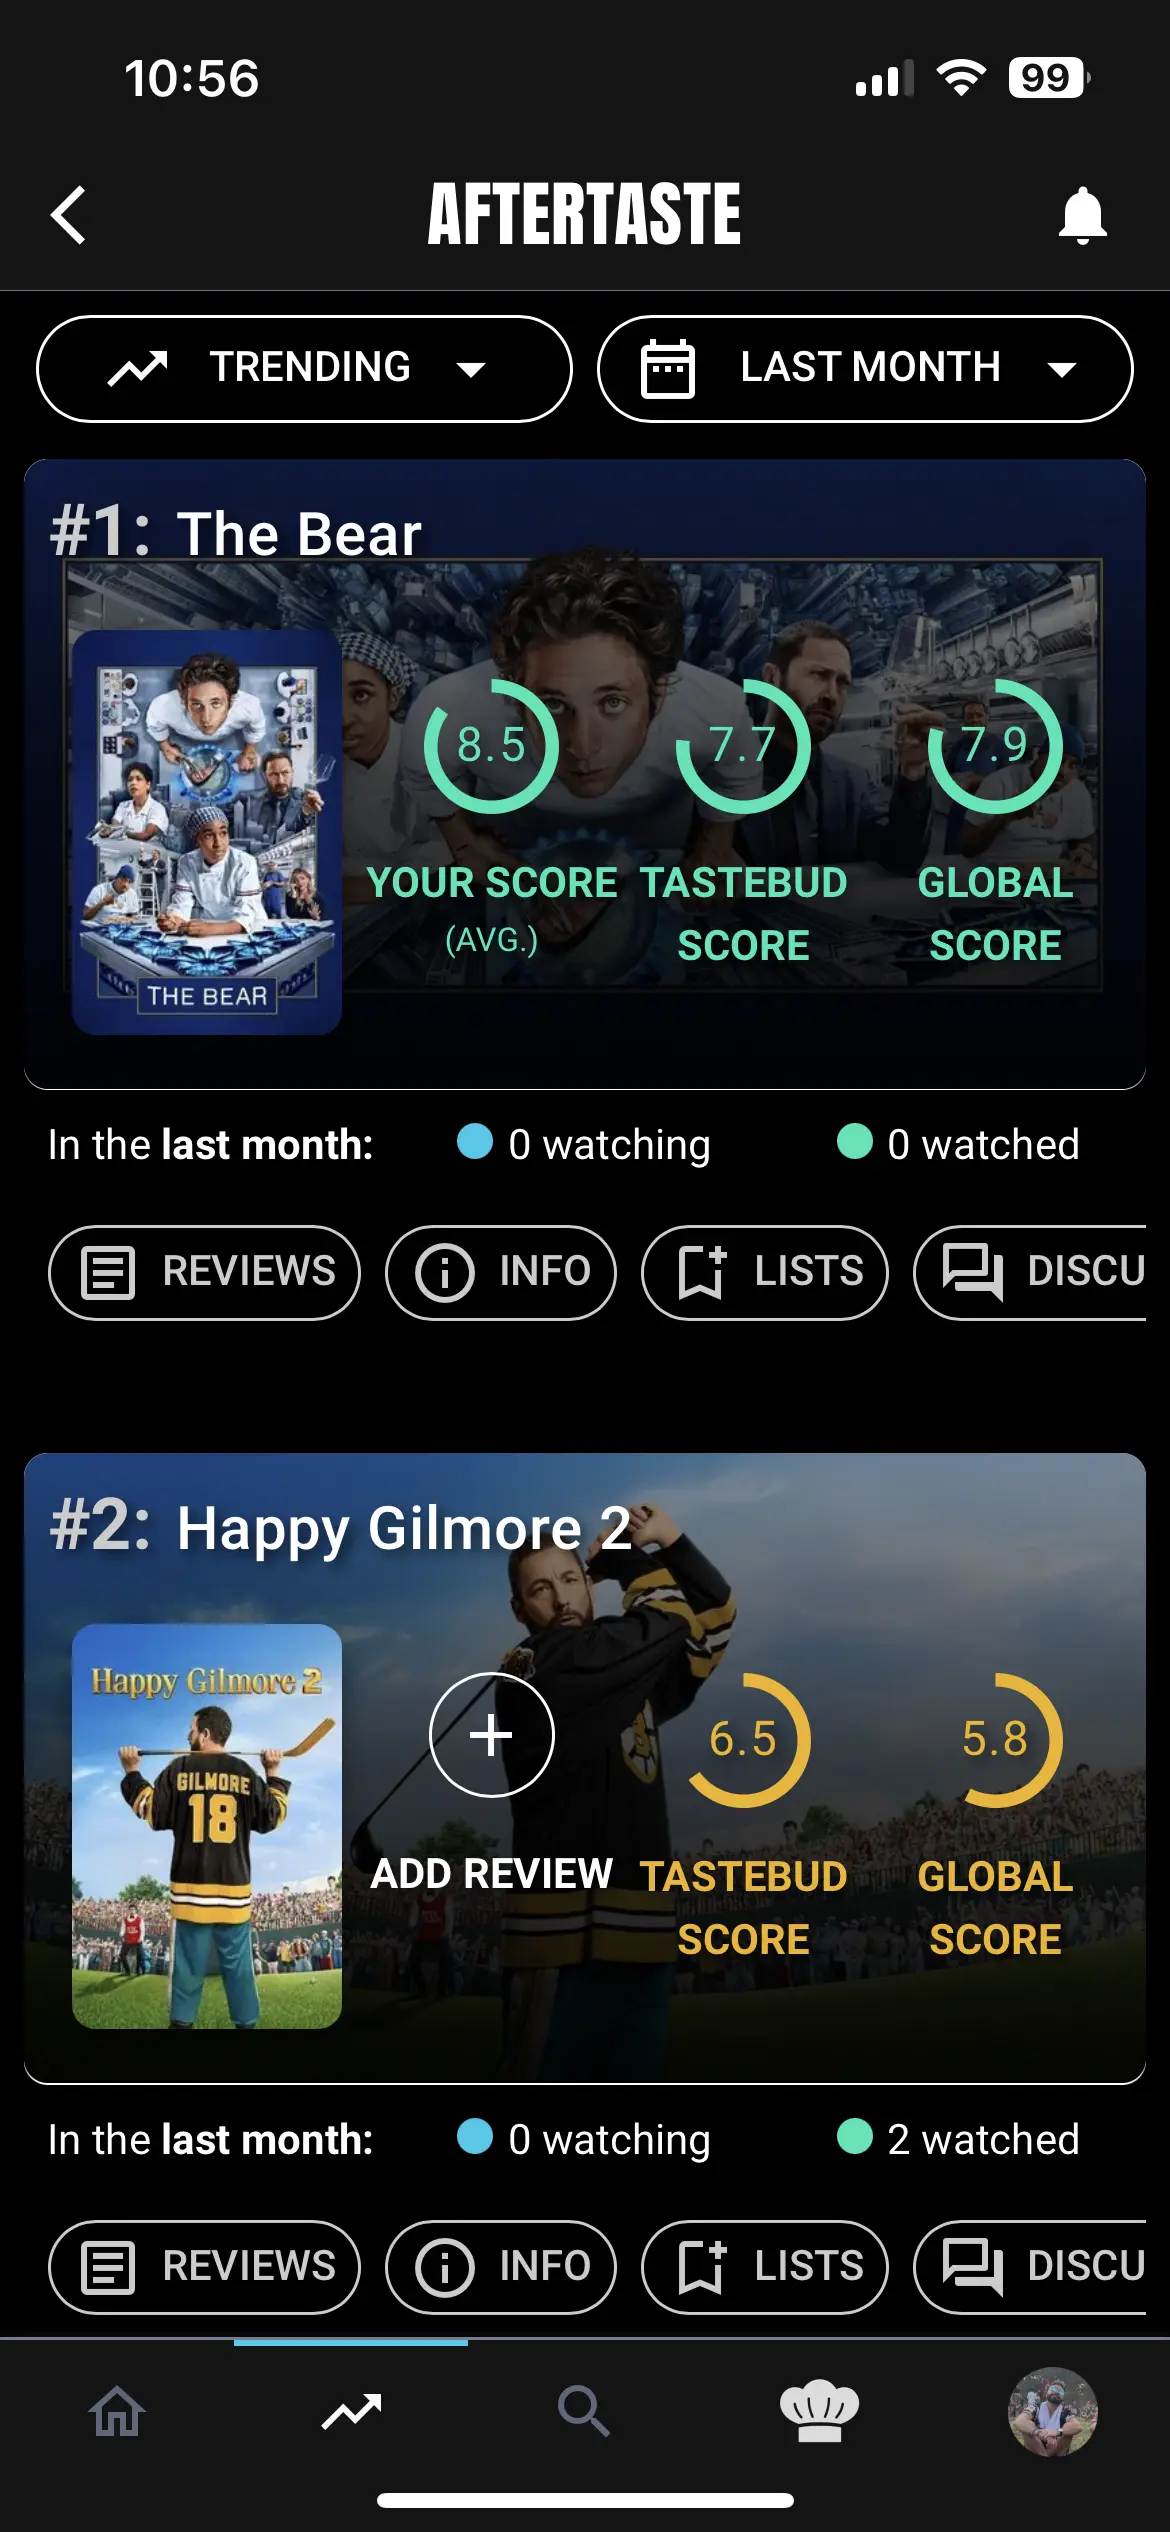 10:56
99
AFTERTASTE
TRENDING
LAST MONTH
#1: The Bear
8.5
7.7
7.9
YOUR SCORE
(AVG.)
TASTEBUD
SCORE
GLOBAL
SCORE
THE BEAR
In the last month:
0 watching
0 watched
REVIEWS
INFO
LISTS
DISCU
#2: Happy Gilmore 2
Happy Gilmore 2
GILMORE
18
6.5
5.8
ADD REVIEW
TASTEBUD
SCORE
GLOBAL
SCORE
In the last month:
0 watching
2 watched
REVIEWS
INFO
LISTS
DISCU